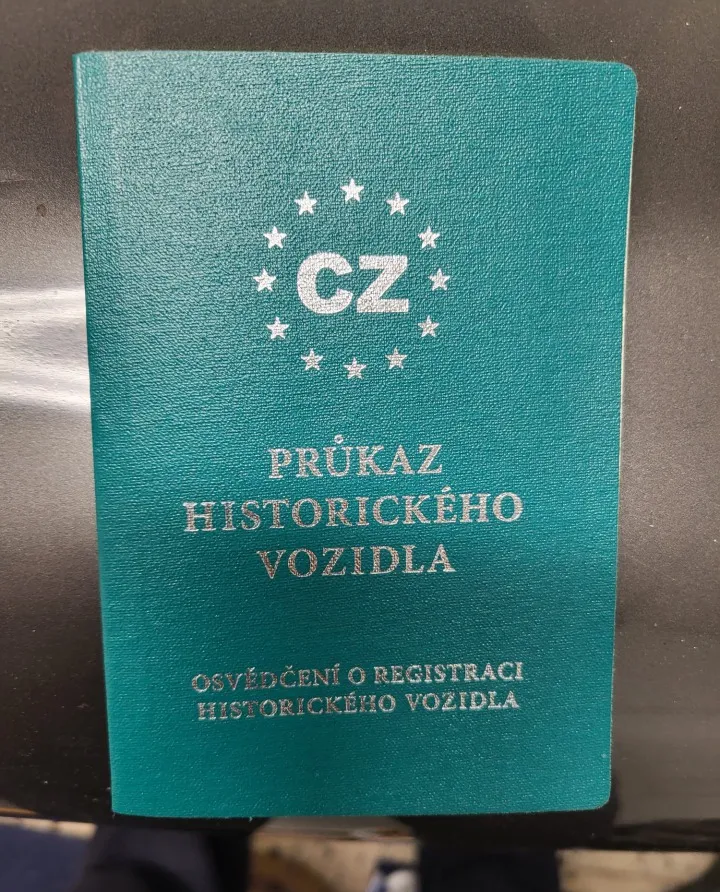 CZ
PRŮKAZ
HISTORICKÉHO
VOZIDLA
OSVĚDČENÍ O REGISTRACI
HISTORICKÉHO VOZIDLA